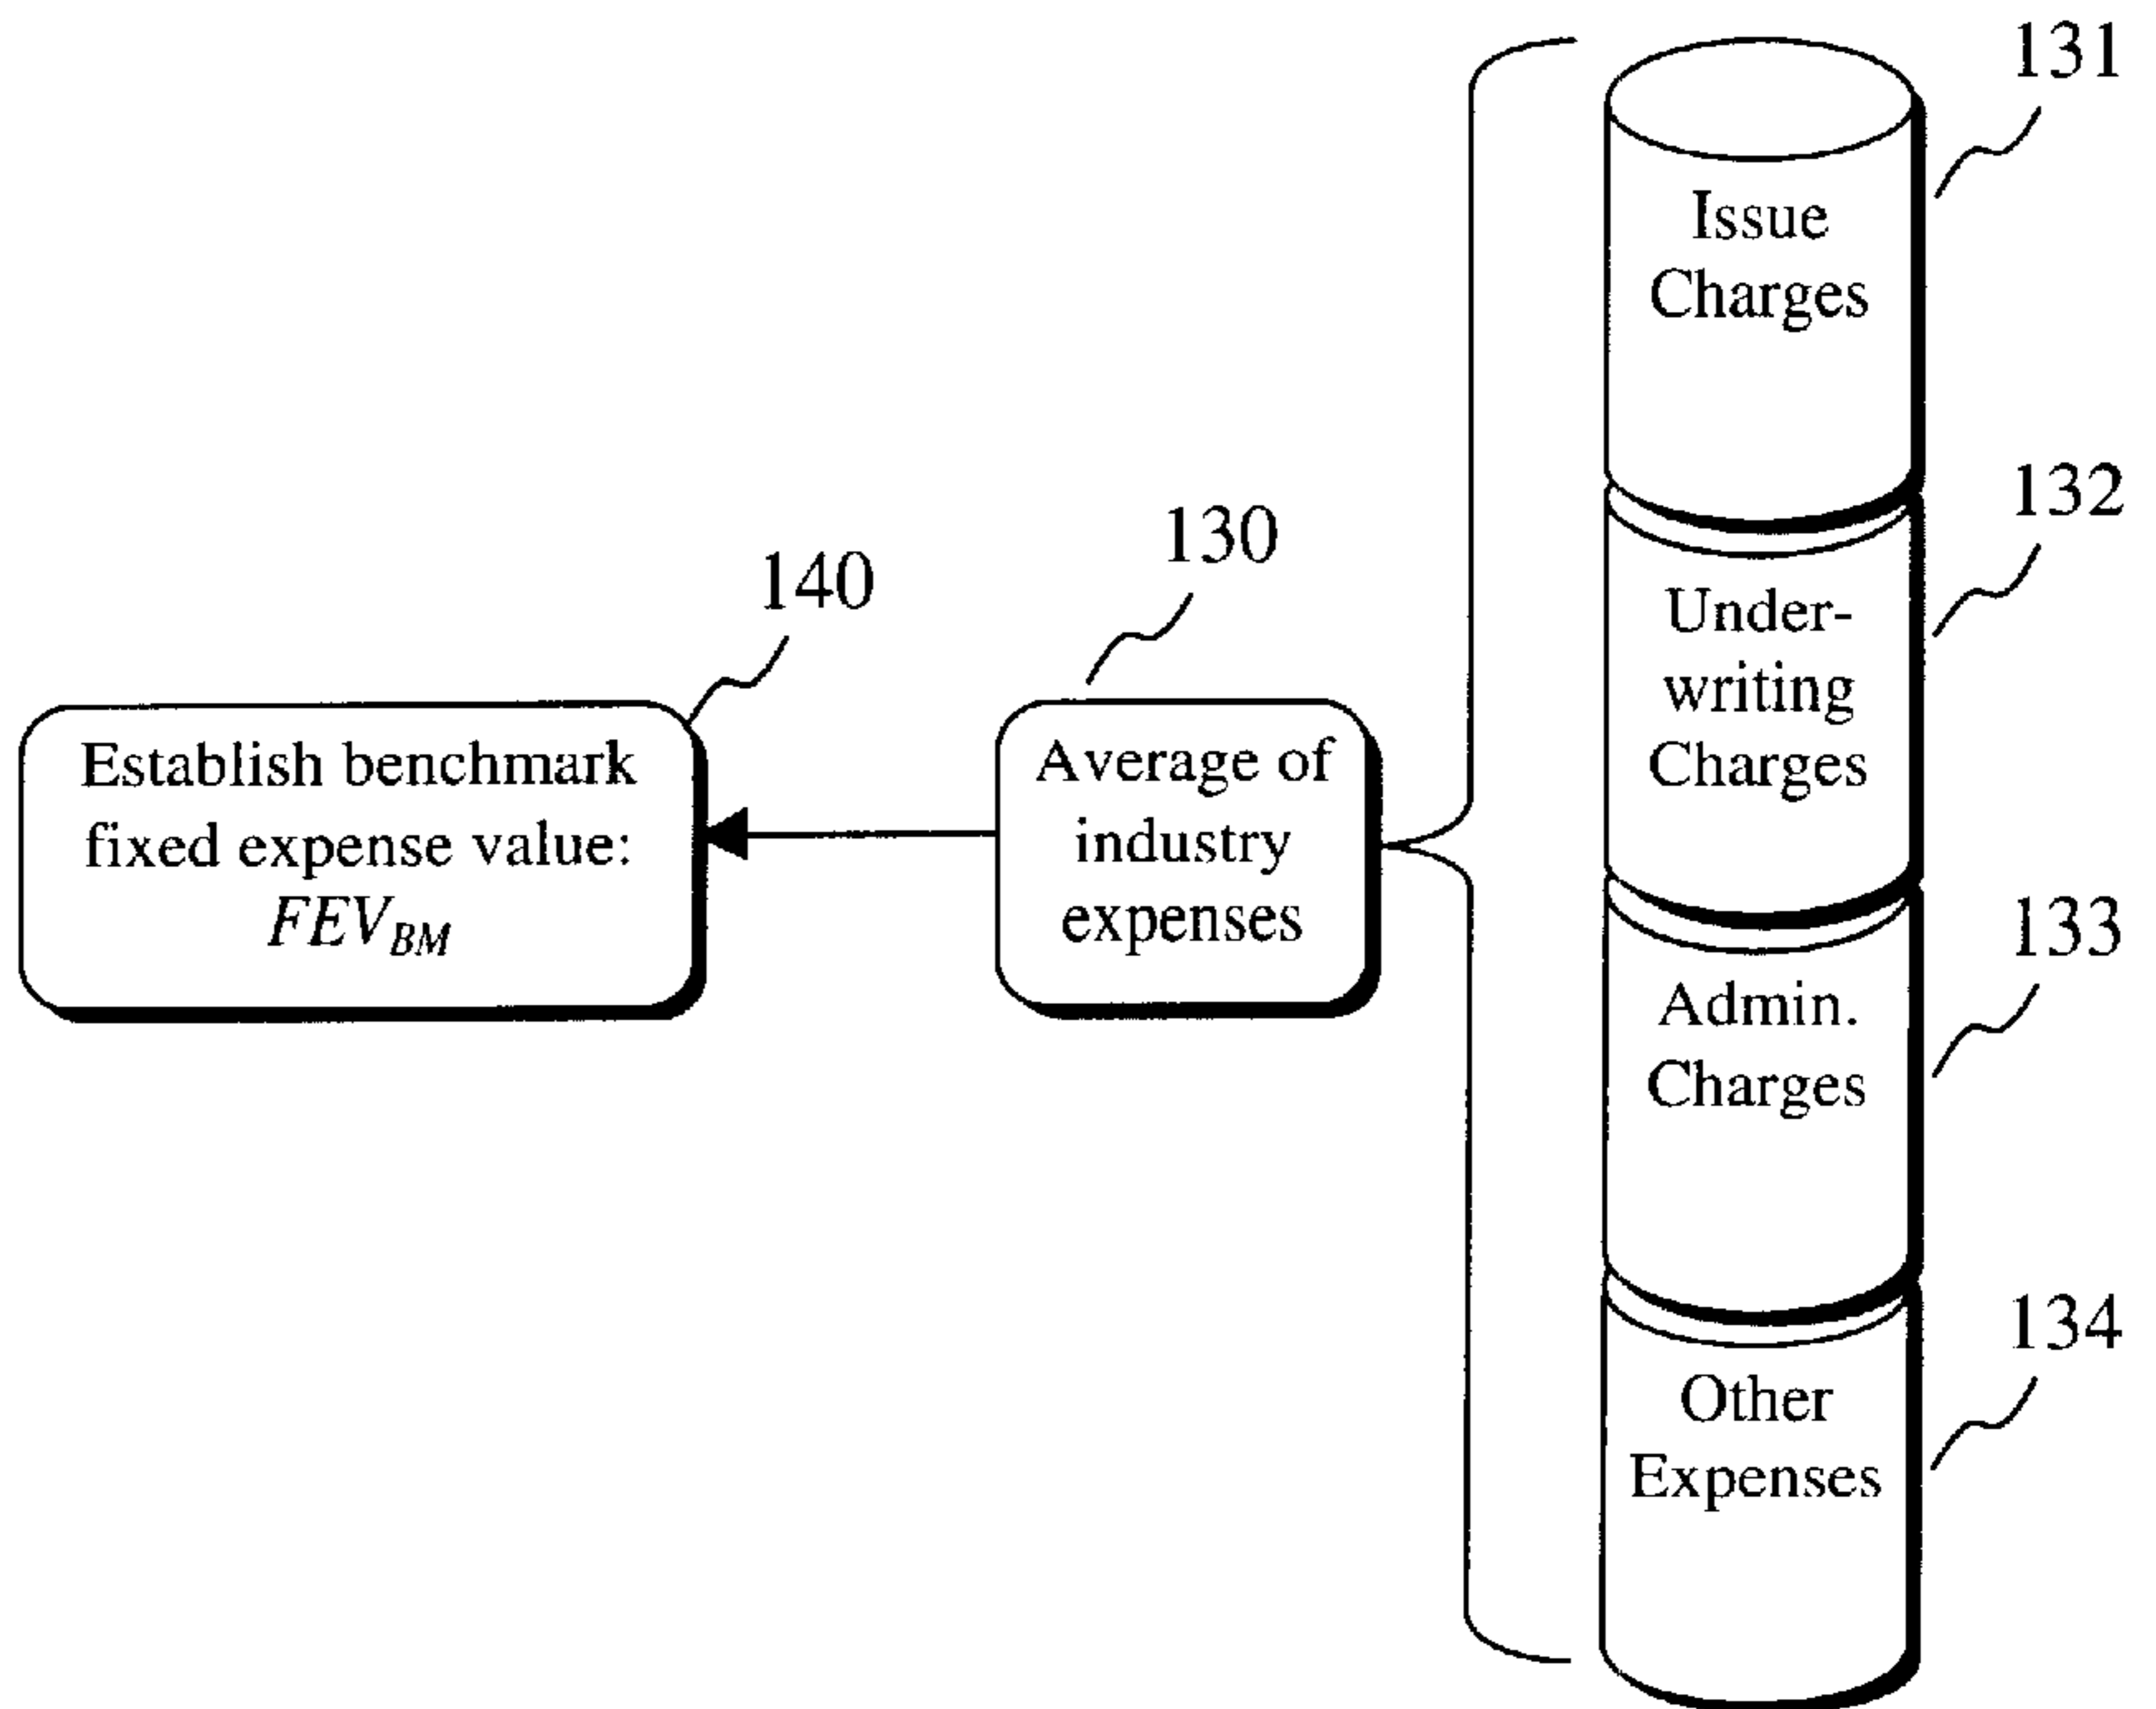 140
Establish benchmark
fixed expense value:
FEV_BM
130
Average of
industry
expenses
131
Issue
Charges
132
Under-
writing
Charges
133
Admin.
Charges
134
Other
Expenses